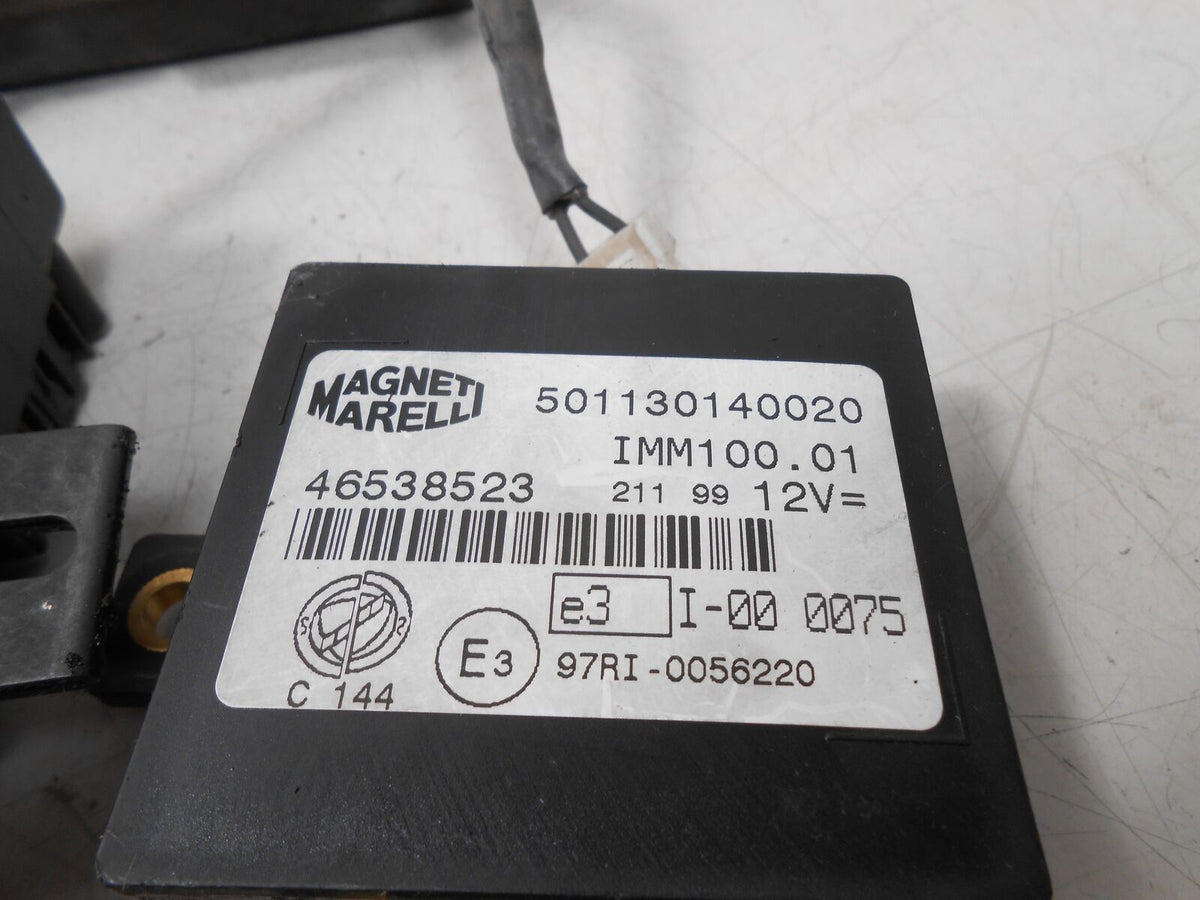 MAGNETI
MARELLI
501130140020
IMM100.01
46538523
211 99 12V=
e3 I-00 0075
E3 97RI-0056220
C 144